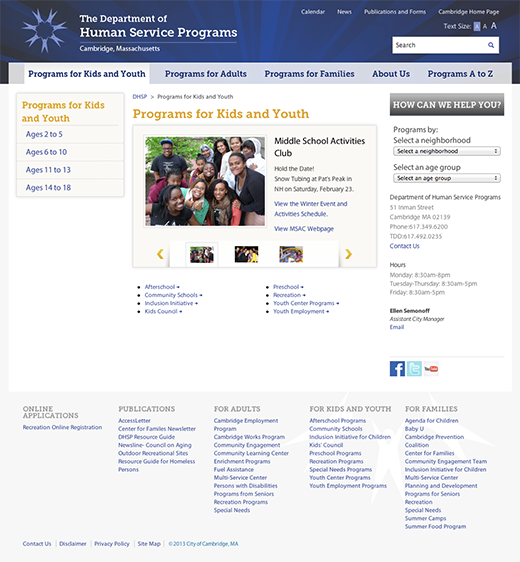 The Department of
Human Service Programs
Cambridge, Massachusetts
Calendar News Publications and Forms Cambridge Home Page
Text Size: A A A
Search
Programs for Kids and Youth Programs for Adults Programs for Families About Us Programs A to Z
Programs for Kids
and Youth
Ages 2 to 5
Ages 6 to 10
Ages 11 to 13
Ages 14 to 18
DHSP > Programs for Kids and Youth
Programs for Kids and Youth
Middle School Activities
Club
Hold the Date!
Snow Tubing at Pat's Peak in
NH on Saturday, February 23.
View the Winter Event and
Activities Schedule.
View MSAC Webpage
Afterschool
Community Schools
Inclusion Initiative
Kids Council
Preschool
Recreation
Youth Center Programs
Youth Employment
HOW CAN WE HELP YOU?
Programs by:
Select a neighborhood
Select a neighborhood
Select an age group
Select an age group
Department of Human Service Programs
51 Inman Street
Cambridge MA 02139
Phone:617.349.6200
TDD:617.492.0235
Contact Us
Hours
Monday: 8:30am-8pm
Tuesday-Thursday: 8:30am-5pm
Friday: 8:30am-5pm
Ellen Semonoff
Assistant City Manager
Email
You Tube
ONLINE
APPLICATIONS
Recreation Online Registration
PUBLICATIONS
AccessLetter
Center for Familes Newsletter
DHSP Resource Guide
Newsline- Council on Aging
Outdoor Recreational Sites
Resource Guide for Homeless
Persons
FOR ADULTS
Cambridge Employment
Program
Cambridge Works Program
Community Engagement
Community Learning Center
Enrichment Programs
Fuel Assistance
Multi-Service Center
Persons with Disabilities
Programs from Seniors
Recreation Programs
Special Needs
FOR KIDS AND YOUTH
Afterschool Programs
Community Schools
Inclusion Initiative for Children
Kids' Council
Preschool Programs
Recreation Programs
Special Needs Programs
Youth Center Programs
Youth Employment Programs
FOR FAMILIES
Agenda for Children
Baby U
Cambridge Prevention
Coalition
Center for Families
Community Engagement Team
Inclusion Initiative for Children
Multi-Service Center
Planning and Development
Programs for Seniors
Recreation
Special Needs
Summer Camps
Summer Food Program
Contact Us | Disclaimer | Privacy Policy | Site Map | © 2013 City of Cambridge, MA